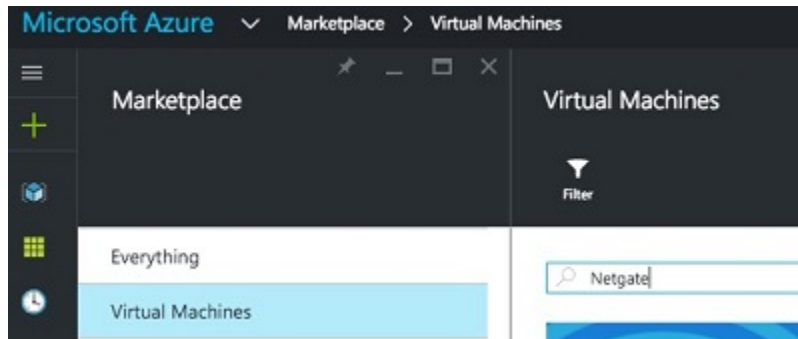 Microsoft Azure Marketplace > Virtual Machines
Marketplace
Virtual Machines
Filter
Everything
Netgate
Virtual Machines